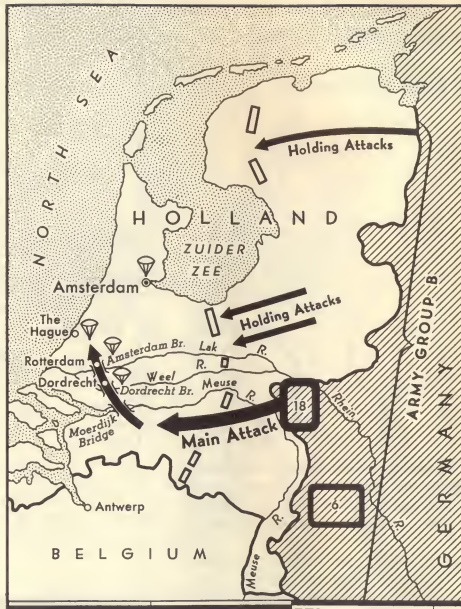 NORTH SEA
Holding Attacks
HOLLAND
ZUIDER
ZEE
Amsterdam
ARMY GROUP B
GERMANY
The
Hague
Holding Attacks
Rotterdam
Amsterdam Br.
Lak
R.
Dordrecht
Weel
R.
Dordrecht Br.
Meuse
R.
18
Rhein
R.
Moerdijk
Bridge
Main Attack
6
Antwerp
R.
BELGIUM
Meuse